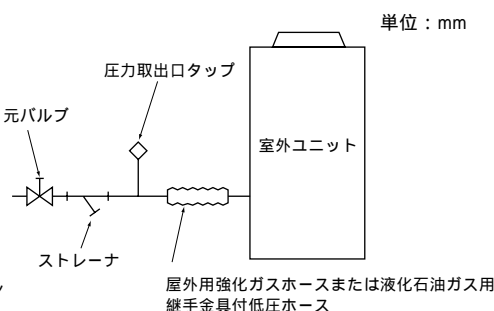 単位：mm
圧力取出口タップ
元バルブ
室外ユニット
ストレーナ
屋外用強化ガスホースまたは液化石油ガス用
継手金具付低圧ホース